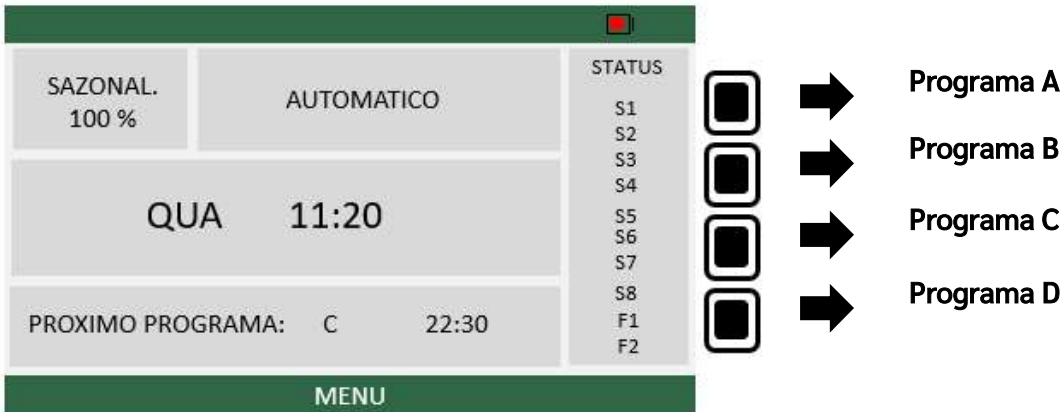 SAZONAL.
100 %
AUTOMATICO
QUA 11:20
PROXIMO PROGRAMA: C 22:30
STATUS
S1
S2
S3
S4
S5
S6
S7
S8
F1
F2
MENU
Programa A
Programa B
Programa C
Programa D